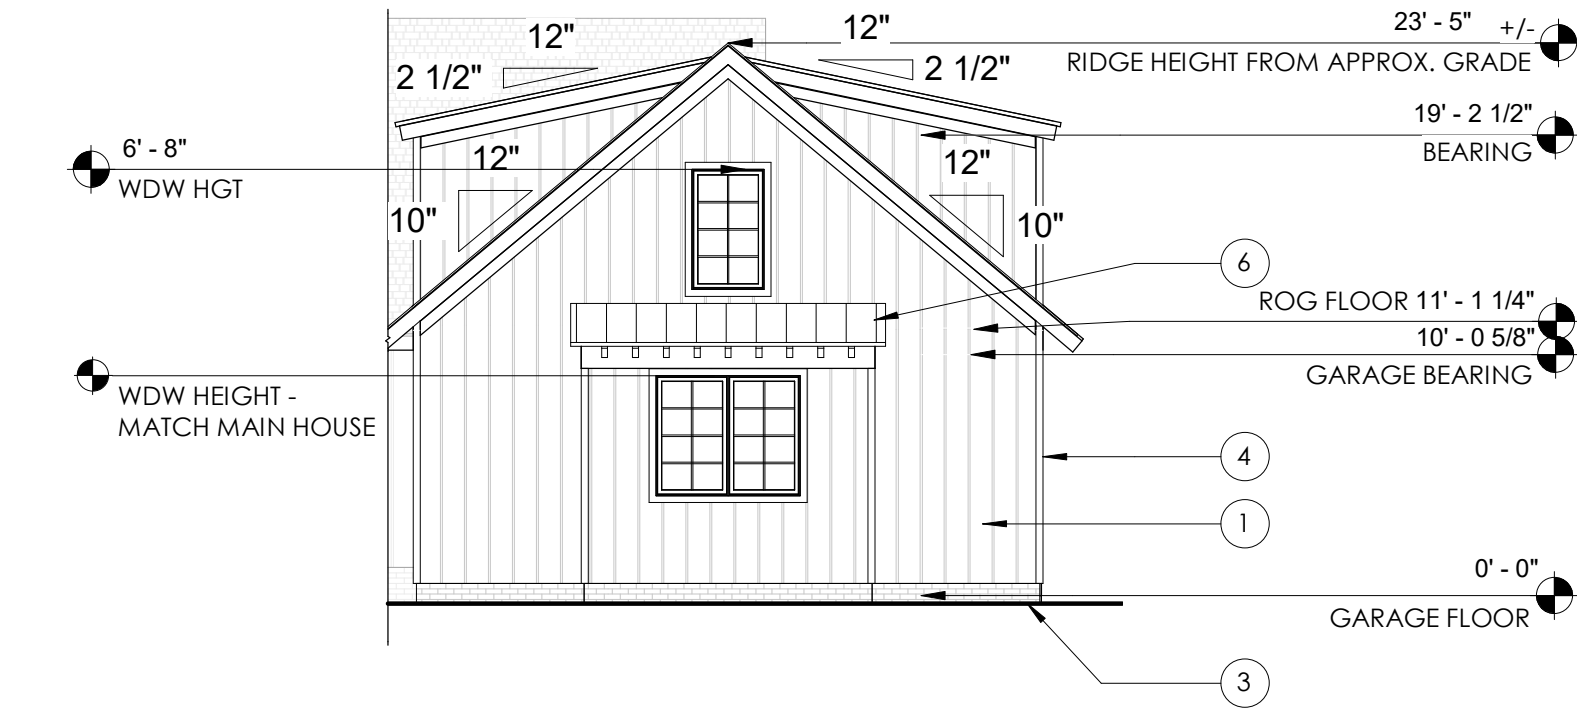 12"
12"
23' - 5" +/-
RIDGE HEIGHT FROM APPROX. GRADE
2 1/2"
2 1/2"
19' - 2 1/2"
BEARING
6' - 8"
WDW HGT
12"
12"
10"
10"
6
ROG FLOOR 11' - 1 1/4"
10' - 0 5/8"
GARAGE BEARING
WDW HEIGHT -
MATCH MAIN HOUSE
4
1
0' - 0"
GARAGE FLOOR
3